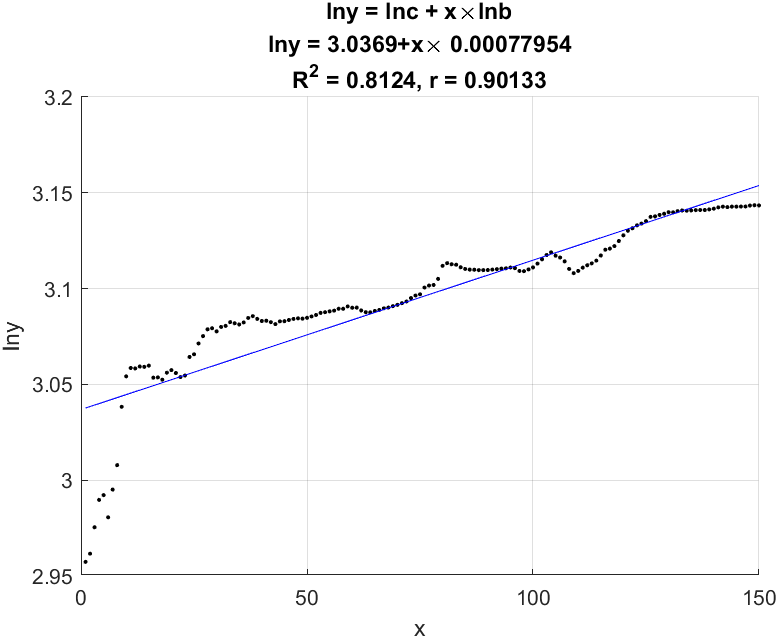 lny = lnc + x×lnb
lny = 3.0369+x× 0.00077954
R² = 0.8124, r = 0.90133
3.2
3.15
3.1
3.05
3
2.95
lny
0
50
100
150
x